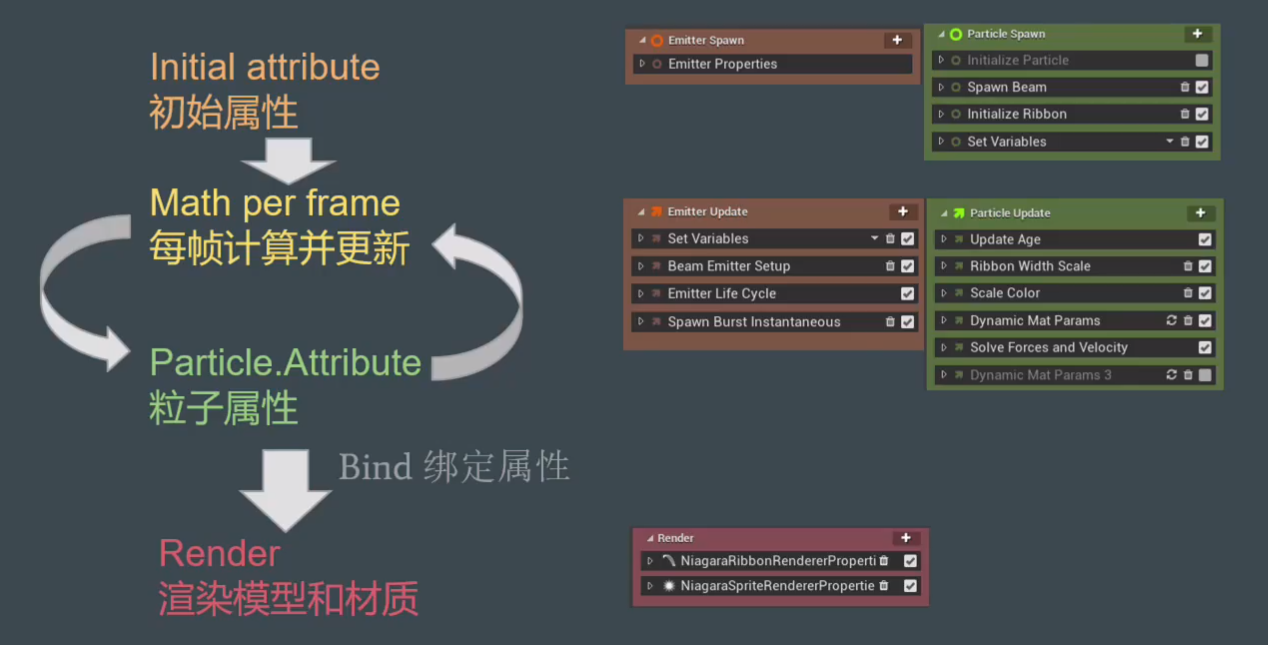 Initial attribute
初始属性
Math per frame
每帧计算并更新
Particle.Attribute
粒子属性
Bind 绑定属性
Render
渲染模型和材质
Emitter Spawn
Emitter Properties
Particle Spawn
Initialize Particle
Spawn Beam
Initialize Ribbon
Set Variables
Emitter Update
Set Variables
Beam Emitter Setup
Emitter Life Cycle
Spawn Burst Instantaneous
Particle Update
Update Age
Ribbon Width Scale
Scale Color
Dynamic Mat Params
Solve Forces and Velocity
Dynamic Mat Params 3
Render
NiagaraRibbonRendererProperti
NiagaraSpriteRendererPropertie